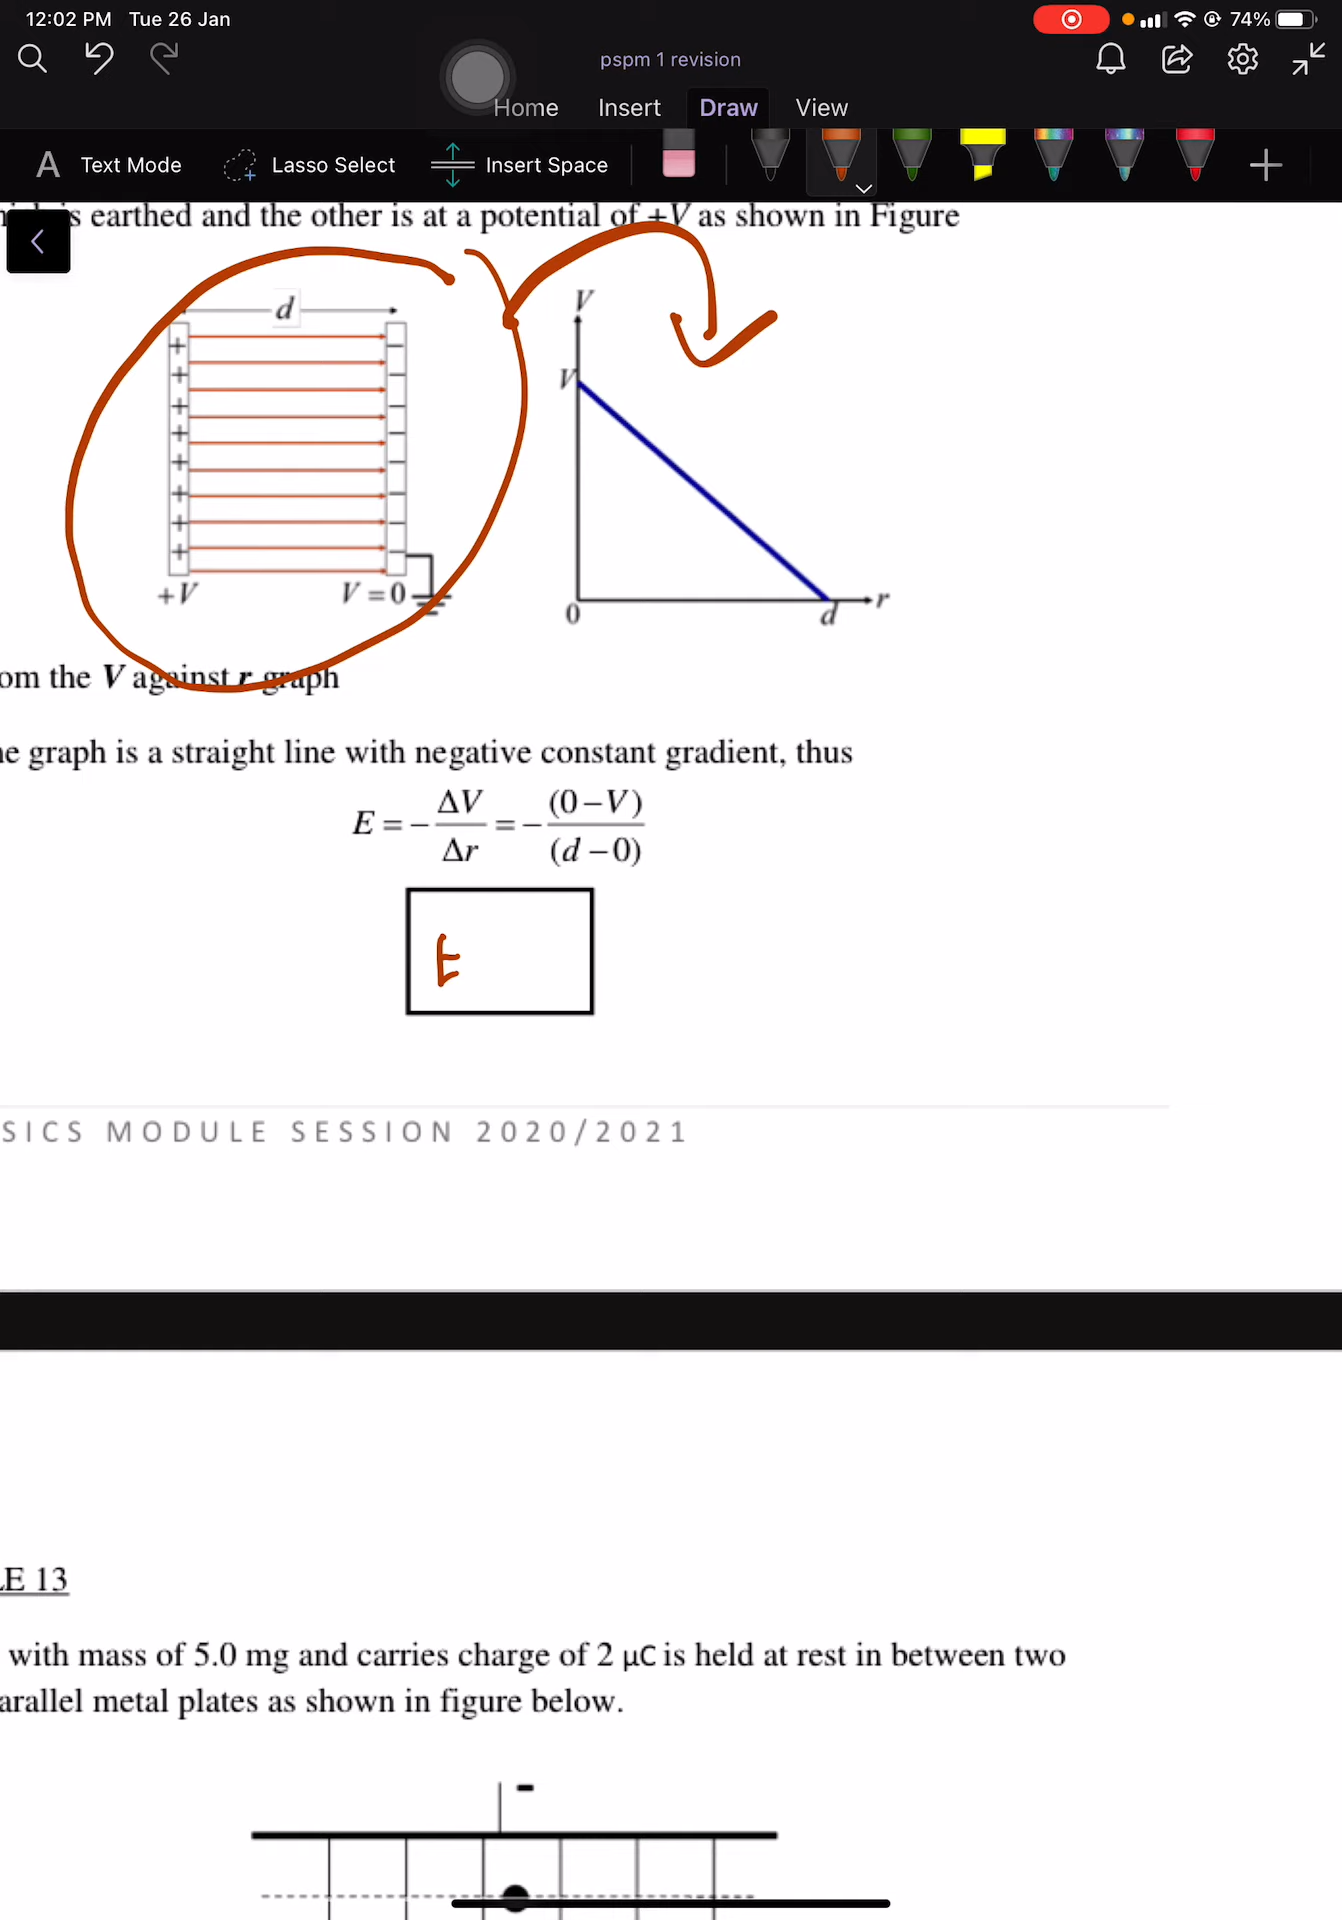 12:02 PM Tue 26 Jan 74%
pspm 1 revision
Home Insert Draw View
A Text Mode Lasso Select Insert Space
is earthed and the other is at a potential of +V as shown in Figure
d
V
V
+V V = 0
0 d r
om the V against r graph
e graph is a straight line with negative constant gradient, thus
E = - ΔV/Δr = - (0-V)/(d-0)
E
SICS MODULE SESSION 2020/2021
LE 13
with mass of 5.0 mg and carries charge of 2 μC is held at rest in between two
arallel metal plates as shown in figure below.
-